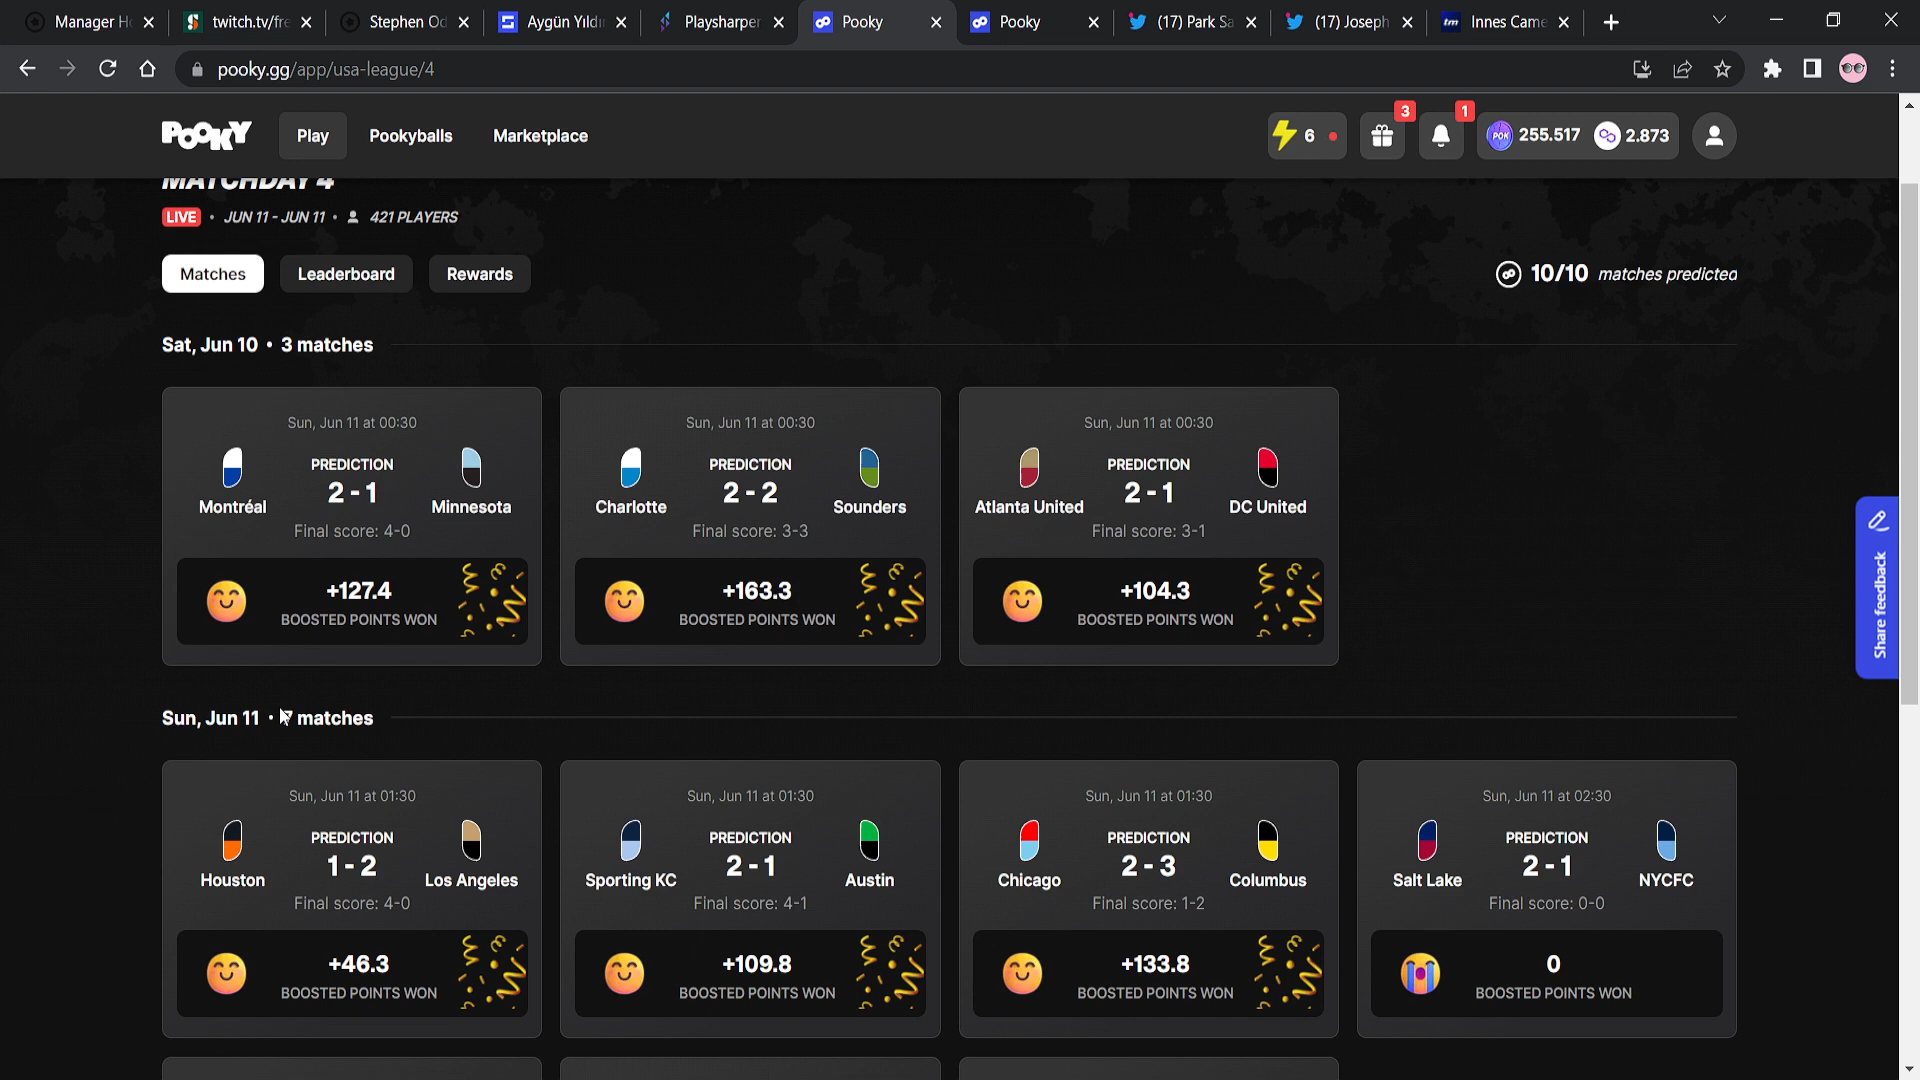 Manager H
twitch.tv/fre
Stephen Od
Aygün Yıldı
Playsharper
Pooky
Pooky
(17) Park Sa
(17) Joseph
tm Innes Came
pooky.gg/app/usa-league/4
POOKY
Play
Pookyballs
Marketplace
6
3
1
POK 255.517
2.873
MATCHDAY 4
LIVE • JUN 11 - JUN 11 • 421 PLAYERS
Matches
Leaderboard
Rewards
10/10 matches predicted
Sat, Jun 10 • 3 matches
Sun, Jun 11 at 00:30
PREDICTION
2 - 1
Montréal
Minnesota
Final score: 4-0
+127.4
BOOSTED POINTS WON
Sun, Jun 11 at 00:30
PREDICTION
2 - 2
Charlotte
Sounders
Final score: 3-3
+163.3
BOOSTED POINTS WON
Sun, Jun 11 at 00:30
PREDICTION
2 - 1
Atlanta United
DC United
Final score: 3-1
+104.3
BOOSTED POINTS WON
Share feedback
Sun, Jun 11 • 7 matches
Sun, Jun 11 at 01:30
PREDICTION
1 - 2
Houston
Los Angeles
Final score: 4-0
+46.3
BOOSTED POINTS WON
Sun, Jun 11 at 01:30
PREDICTION
2 - 1
Sporting KC
Austin
Final score: 4-1
+109.8
BOOSTED POINTS WON
Sun, Jun 11 at 01:30
PREDICTION
2 - 3
Chicago
Columbus
Final score: 1-2
+133.8
BOOSTED POINTS WON
Sun, Jun 11 at 02:30
PREDICTION
2 - 1
Salt Lake
NYCFC
Final score: 0-0
0
BOOSTED POINTS WON